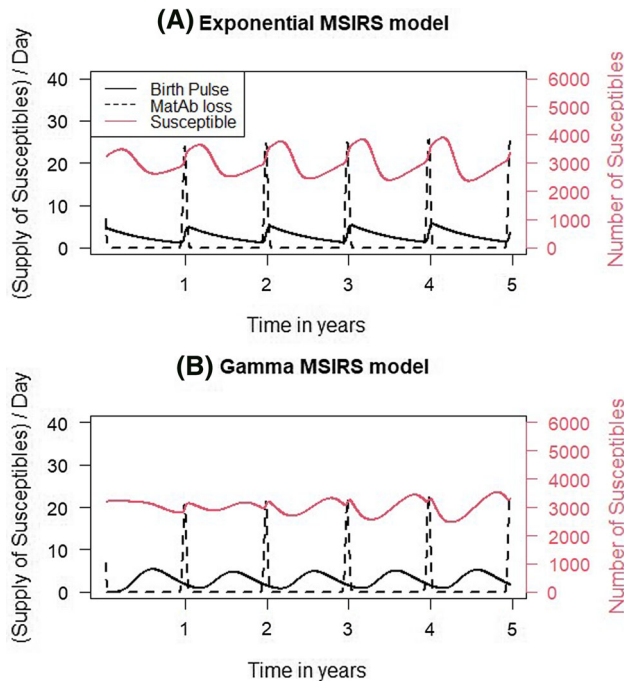 (A) Exponential MSIRS model
(Supply of Susceptibles) / Day
40
30
20
10
0
Birth Pulse
MatAb loss
Susceptible
6000
5000
4000
3000
2000
1000
0
Number of Susceptibles
1 2 3 4 5
Time in years
(B) Gamma MSIRS model
(Supply of Susceptibles) / Day
40
30
20
10
0
6000
5000
4000
3000
2000
1000
0
Number of Susceptibles
1 2 3 4 5
Time in years